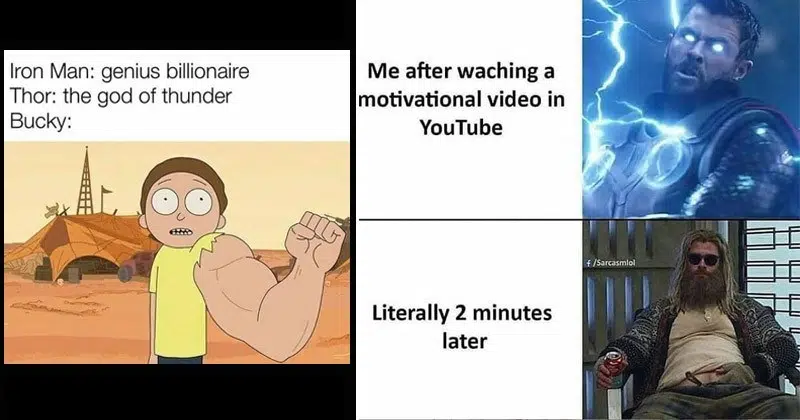 Iron Man: genius billionaire
Thor: the god of thunder
Bucky:
Me after waching a
motivational video in
YouTube
f /Sarcasmlol
Literally 2 minutes
later